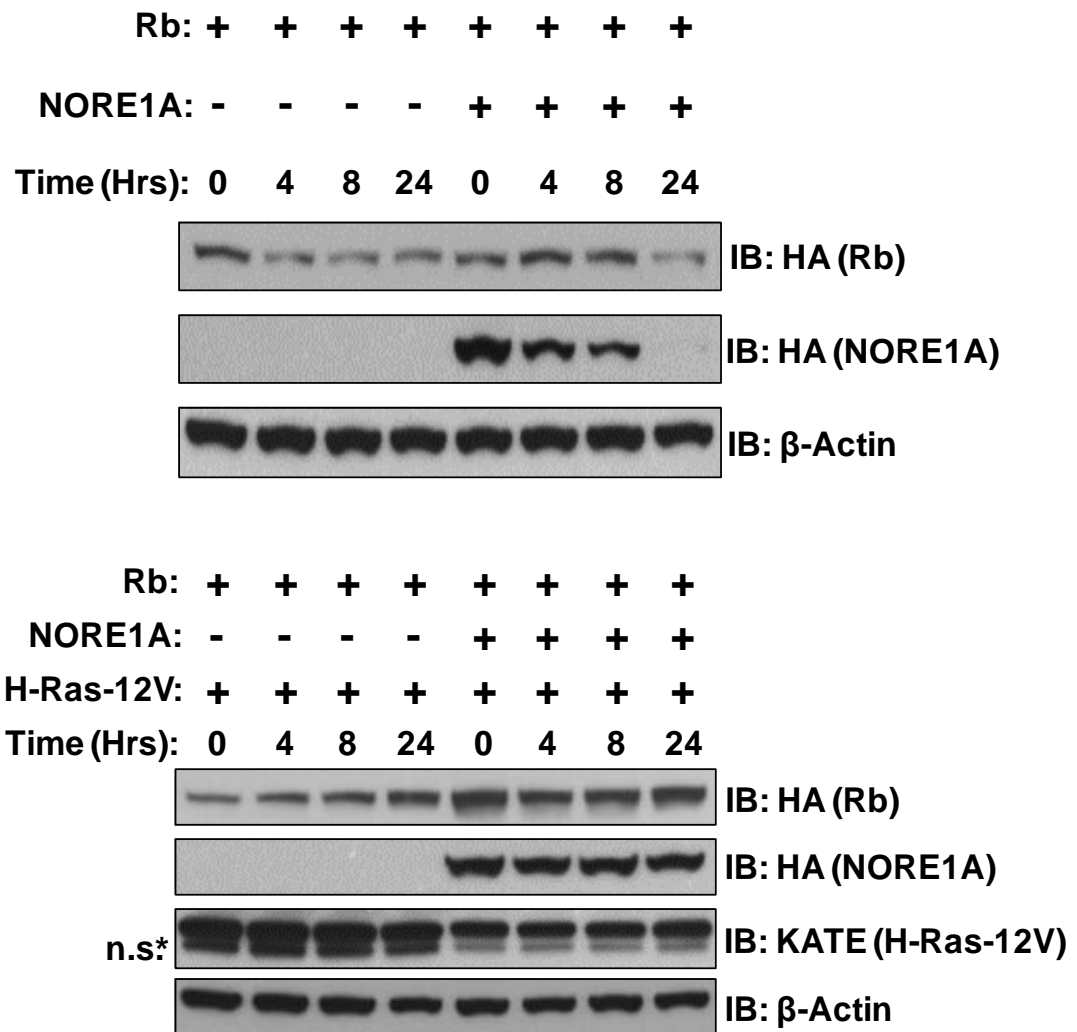 Rb: + + + + + + + +
NORE1A: - - - - + + + +
Time (Hrs): 0 4 8 24 0 4 8 24
IB: HA (Rb)
IB: HA (NORE1A)
IB: β-Actin
Rb: + + + + + + + +
NORE1A: - - - - + + + +
H-Ras-12V: + + + + + + + +
Time (Hrs): 0 4 8 24 0 4 8 24
IB: HA (Rb)
IB: HA (NORE1A)
n.s.* IB: KATE (H-Ras-12V)
IB: β-Actin